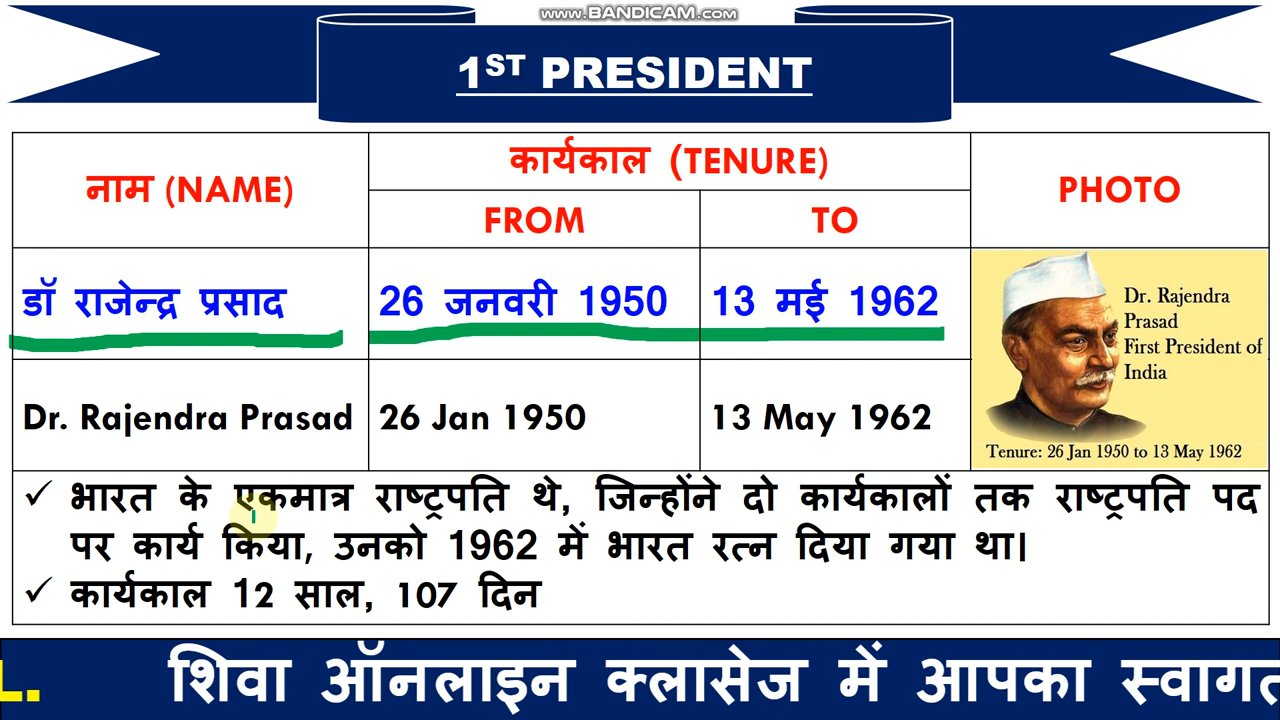 www.BANDICAM.com
1ST PRESIDENT
नाम (NAME)
कार्यकाल (TENURE)
PHOTO
FROM
TO
डॉ राजेन्द्र प्रसाद
26 जनवरी 1950
13 मई 1962
Dr. Rajendra
Prasad
First President of
India
Tenure: 26 Jan 1950 to 13 May 1962
Dr. Rajendra Prasad
26 Jan 1950
13 May 1962
✓ भारत के एकमात्र राष्ट्रपति थे, जिन्होंने दो कार्यकालों तक राष्ट्रपति पद
पर कार्य किया, उनको 1962 में भारत रत्न दिया गया था।
✓ कार्यकाल 12 साल, 107 दिन
शिवा ऑनलाइन क्लासेज में आपका स्वागत